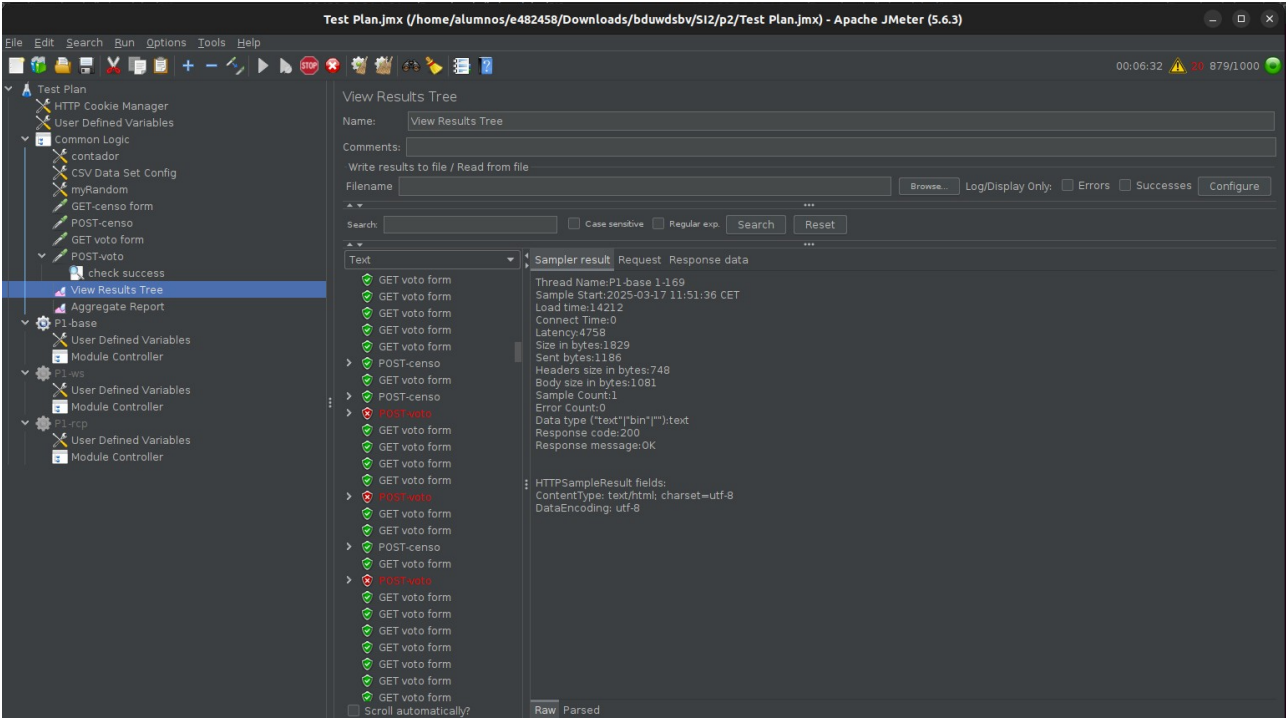 Test Plan.jmx (/home/alumnos/e482458/Downloads/bduwdsbv/SI2/p2/Test Plan.jmx) - Apache JMeter (5.6.3)
File Edit Search Run Options Tools Help
STOP
00:06:32 20 879/1000
Test Plan
HTTP Cookie Manager
User Defined Variables
Common Logic
contador
CSV Data Set Config
myRandom
GET-censo form
POST-censo
GET voto form
POST-voto
check success
View Results Tree
Aggregate Report
P1-base
User Defined Variables
Module Controller
P1-ws
User Defined Variables
Module Controller
P1-rcp
User Defined Variables
Module Controller
View Results Tree
Name: View Results Tree
Comments:
Write results to file / Read from file
Filename Browse... Log/Display Only: Errors Successes Configure
Search: Case sensitive Regular exp. Search Reset
Text
GET voto form
GET voto form
GET voto form
GET voto form
GET voto form
POST-censo
GET voto form
POST-censo
POST-voto
GET voto form
GET voto form
GET voto form
GET voto form
POST-voto
GET voto form
GET voto form
POST-censo
GET voto form
POST-voto
GET voto form
GET voto form
GET voto form
GET voto form
GET voto form
GET voto form
GET voto form
Scroll automatically?
Sampler result Request Response data
Thread Name:P1-base 1-169
Sample Start:2025-03-17 11:51:36 CET
Load time:14212
Connect Time:0
Latency:4758
Size in bytes:1829
Sent bytes:1186
Headers size in bytes:748
Body size in bytes:1081
Sample Count:1
Error Count:0
Data type ("text"|"bin"|""):text
Response code:200
Response message:OK
HTTPSampleResult fields:
ContentType: text/html; charset=utf-8
DataEncoding: utf-8
Raw Parsed